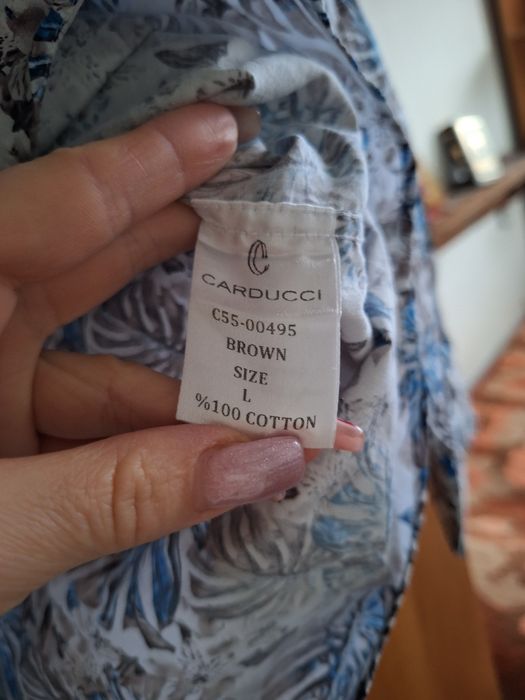 CARDUCCI
C55-00495
BROWN
SIZE
L
%100 COTTON